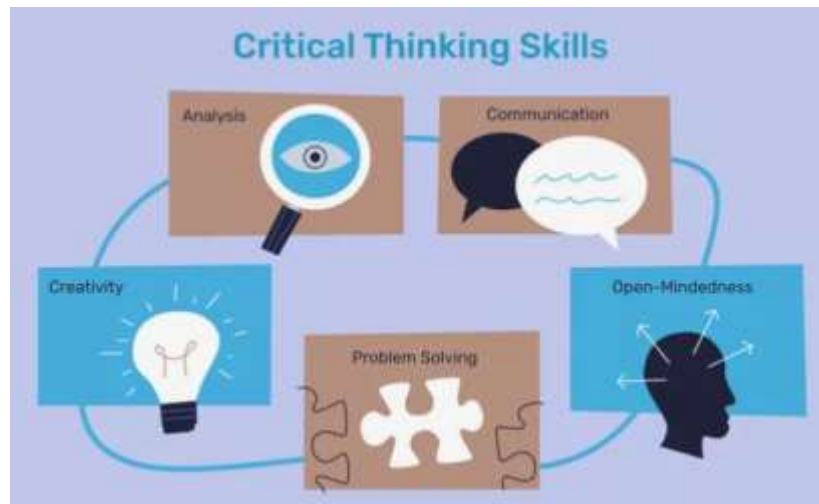 Critical Thinking Skills
Analysis
Communication
Creativity
Open-Mindedness
Problem Solving